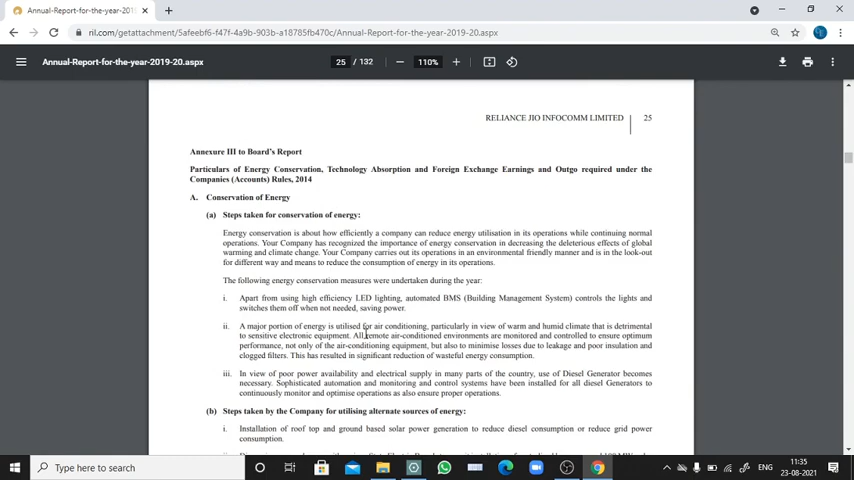 Annual-Report-for-the-year-2019-
ril.com/getattachment/5afeebf6-f47f-4a9b-903b-a18785fb470c/Annual-Report-for-the-year-2019-20.aspx
Annual-Report-for-the-year-2019-20.aspx
25 / 132
110%
RELIANCE JIO INFOCOMM LIMITED 25
Annexure III to Board's Report
Particulars of Energy Conservation, Technology Absorption and Foreign Exchange Earnings and Outgo required under the
Companies (Accounts) Rules, 2014
A. Conservation of Energy
(a) Steps taken for conservation of energy:
Energy conservation is about how efficiently a company can reduce energy utilisation in its operations while continuing normal
operations. Your Company has recognized the importance of energy conservation in decreasing the deleterious effects of global
warming and climate change. Your Company carries out its operations in an environmental friendly manner and is in the look-out
for different way and means to reduce the consumption of energy in its operations.
The following energy conservation measures were undertaken during the year:
i. Apart from using high efficiency LED lighting, automated BMS (Building Management System) controls the lights and
switches them off when not needed, saving power.
ii. A major portion of energy is utilised for air conditioning, particularly in view of warm and humid climate that is detrimental
to sensitive electronic equipment. All remote air-conditioned environments are monitored and controlled to ensure optimum
performance, not only of the air-conditioning equipment, but also to minimise losses due to leakage and poor insulation and
clogged filters. This has resulted in significant reduction of wasteful energy consumption.
iii. In view of poor power availability and electrical supply in many parts of the country, use of Diesel Generator becomes
necessary. Sophisticated automation and monitoring and control systems have been installed for all diesel Generators to
continuously monitor and optimise operations as also ensure proper operations.
(b) Steps taken by the Company for utilising alternate sources of energy:
i. Installation of roof top and ground based solar power generation to reduce diesel consumption or reduce grid power
consumption.
Type here to search
ENG
11:35
23-08-2021